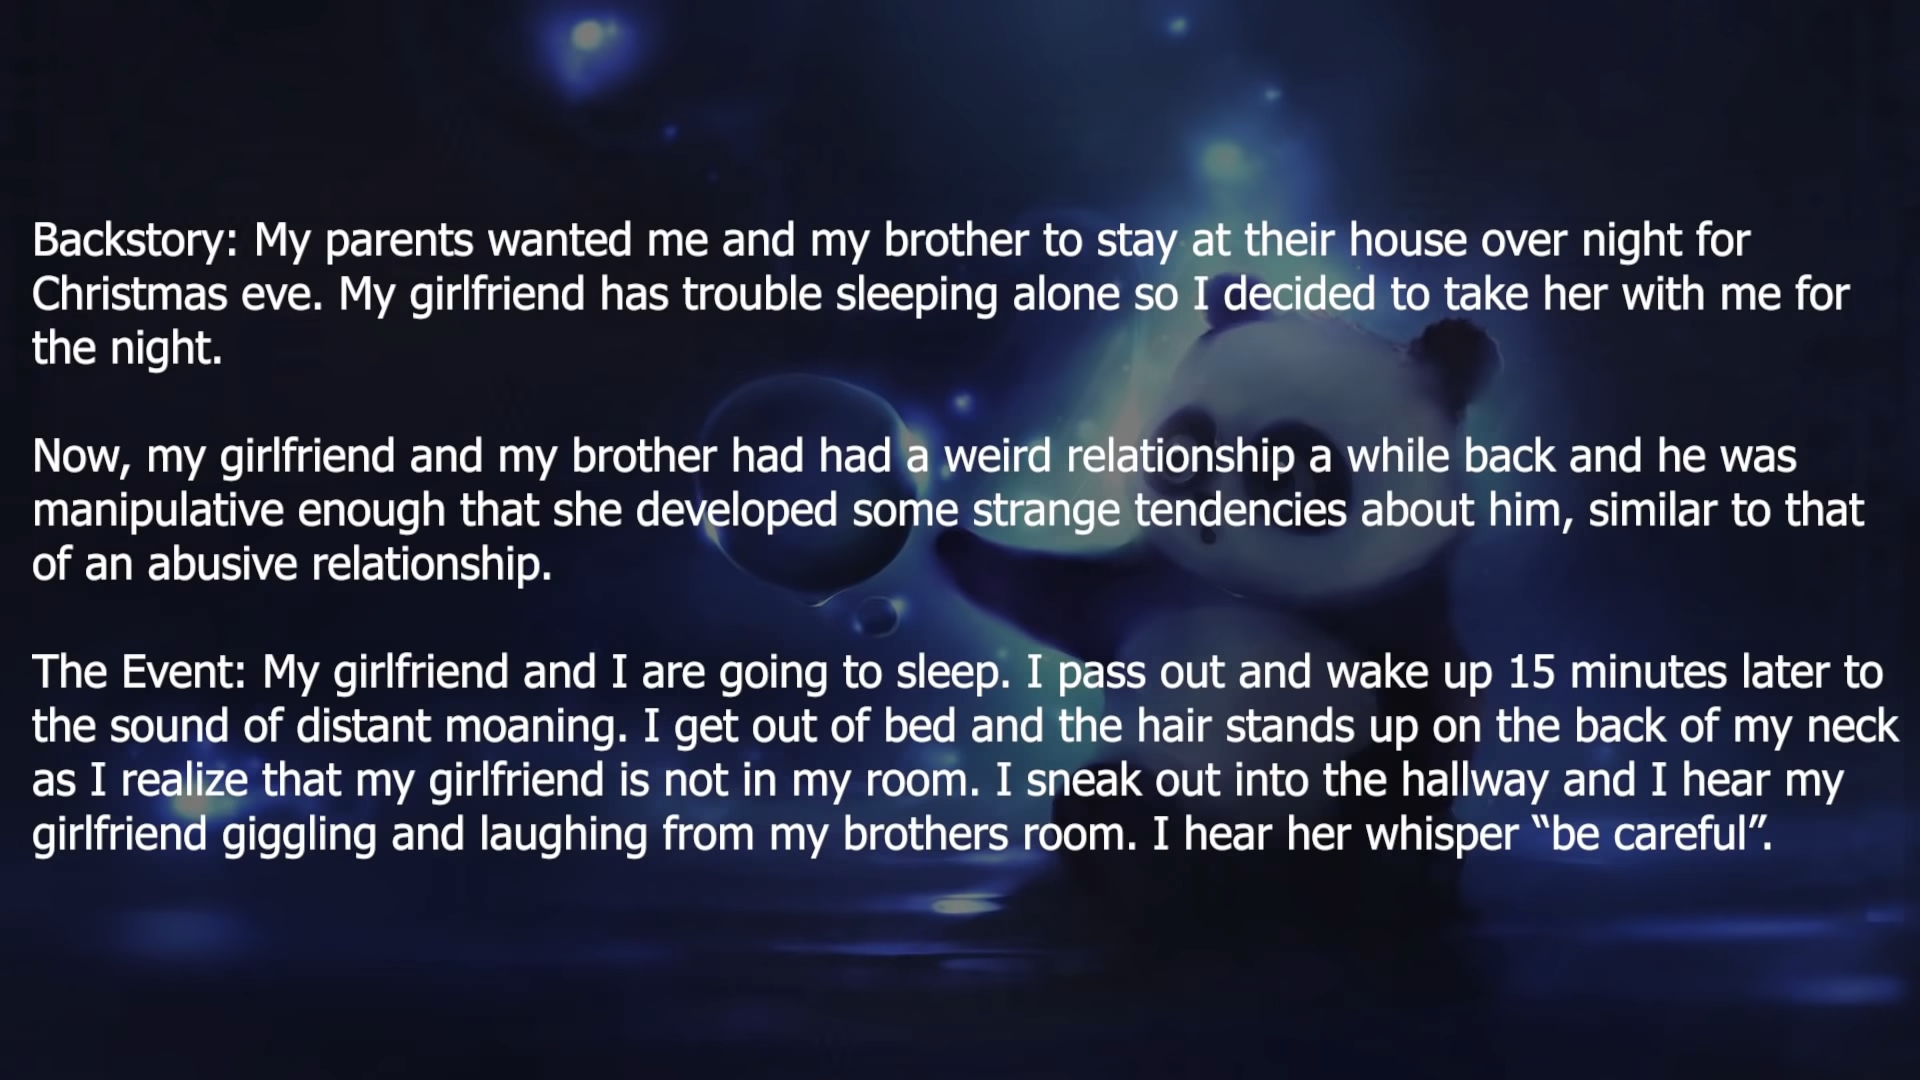 Backstory: My parents wanted me and my brother to stay at their house over night for
Christmas eve. My girlfriend has trouble sleeping alone so I decided to take her with me for
the night.
Now, my girlfriend and my brother had had a weird relationship a while back and he was
manipulative enough that she developed some strange tendencies about him, similar to that
of an abusive relationship.
The Event: My girlfriend and I are going to sleep. I pass out and wake up 15 minutes later to
the sound of distant moaning. I get out of bed and the hair stands up on the back of my neck
as I realize that my girlfriend is not in my room. I sneak out into the hallway and I hear my
girlfriend giggling and laughing from my brothers room. I hear her whisper “be careful”.